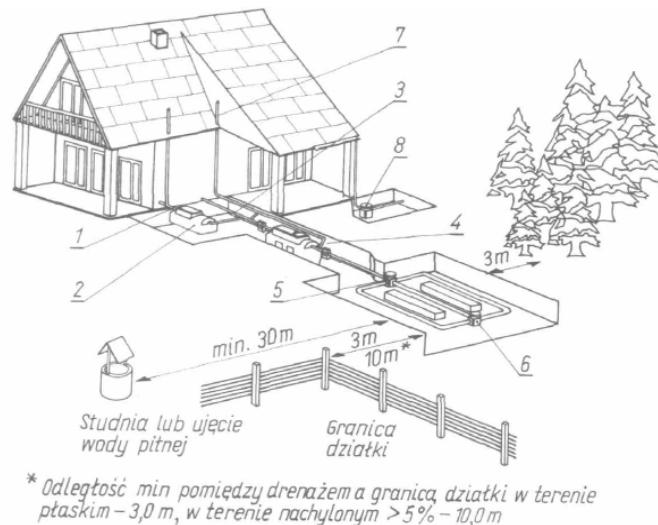 7
3
8
1
4
3m
2
5
min. 30m
3m
10m*
6
Studnia lub ujęcie
wody pitnej
Granica
działki
* Odległość min pomiędzy drenażem a granicą działki w terenie
płaskim – 3,0 m, w terenie nachylonym > 5% – 10,0 m